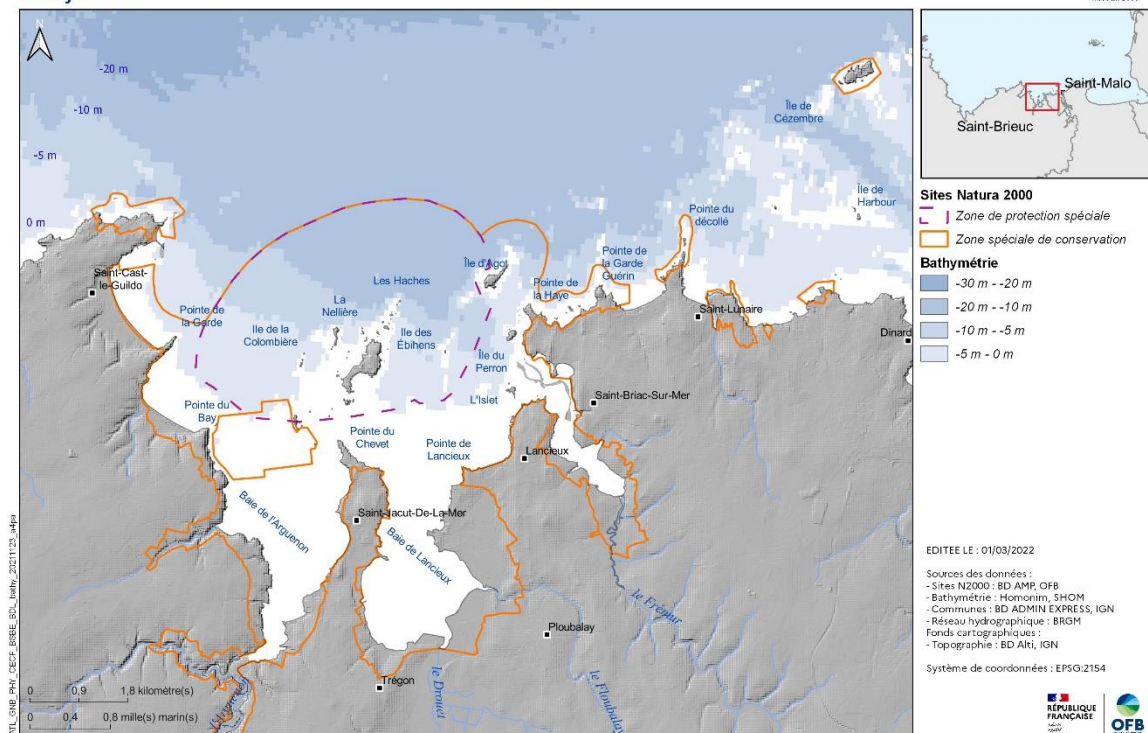 N
-20 m
-10 m
-5 m
0 m
Île de
Cézembre
Île de
Harbour
Pointe du
décollé
Pointe de
la Garde
Guérin
Île d'Agot
Pointe de
la Haye
Les Haches
La
Nellière
Saint-Cast-
le-Guildo
Pointe de
la Garde
Ile de la
Colombière
Ile des
Ébihens
Île du
Perron
Saint-Lunaire
Dinard
L'Islet
Saint-Briac-Sur-Mer
Pointe du
Bay
Pointe du
Chevet
Pointe de
Lancieux
Lancieux
Baie de l'Arguenon
Saint-Jacut-De-La-Mer
Baie de Lancieux
le Frémur
Ploubalay
Trégon
le Drouet
le Floubalay
0 0,9 1,8 kilomètre(s)
0 0,4 0,8 mille(s) marin(s)
Saint-Malo
Saint-Brieuc
Sites Natura 2000
Zone de protection spéciale
Zone spéciale de conservation
Bathymétrie
-30 m - -20 m
-20 m - -10 m
-10 m - -5 m
-5 m - 0 m
EDITEE LE : 01/03/2022
Sources des données :
- Sites N2000 : BD AMP, OFB
- Bathymétrie : Homonim, SHOM
- Communes : BD ADMIN EXPRESS, IGN
- Réseau hydrographique : BRGM
Fonds cartographiques :
- Topographie : BD Alti, IGN
Système de coordonnées : EPSG:2154
RÉPUBLIQUE
FRANÇAISE
OFB